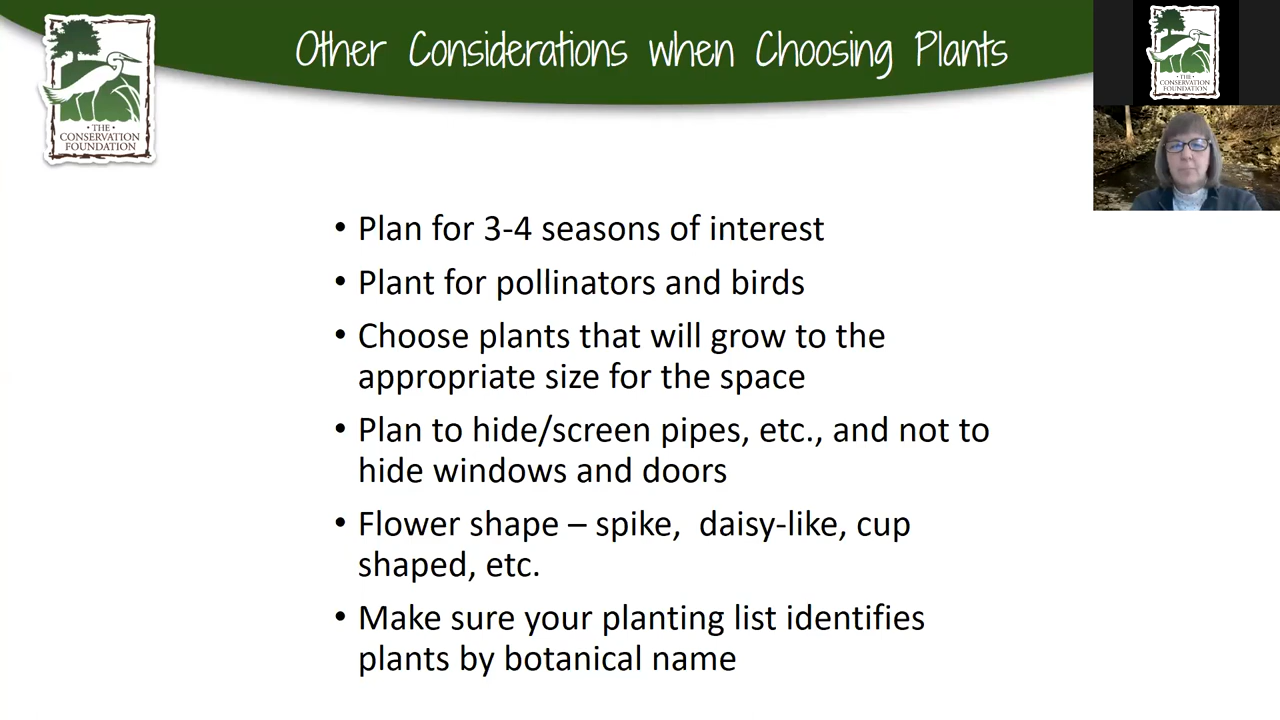 Other Considerations when Choosing Plants
• THE •
CONSERVATION
FOUNDATION
• THE •
CONSERVATION
FOUNDATION
• Plan for 3-4 seasons of interest
• Plant for pollinators and birds
• Choose plants that will grow to the
appropriate size for the space
• Plan to hide/screen pipes, etc., and not to
hide windows and doors
• Flower shape – spike, daisy-like, cup
shaped, etc.
• Make sure your planting list identifies
plants by botanical name